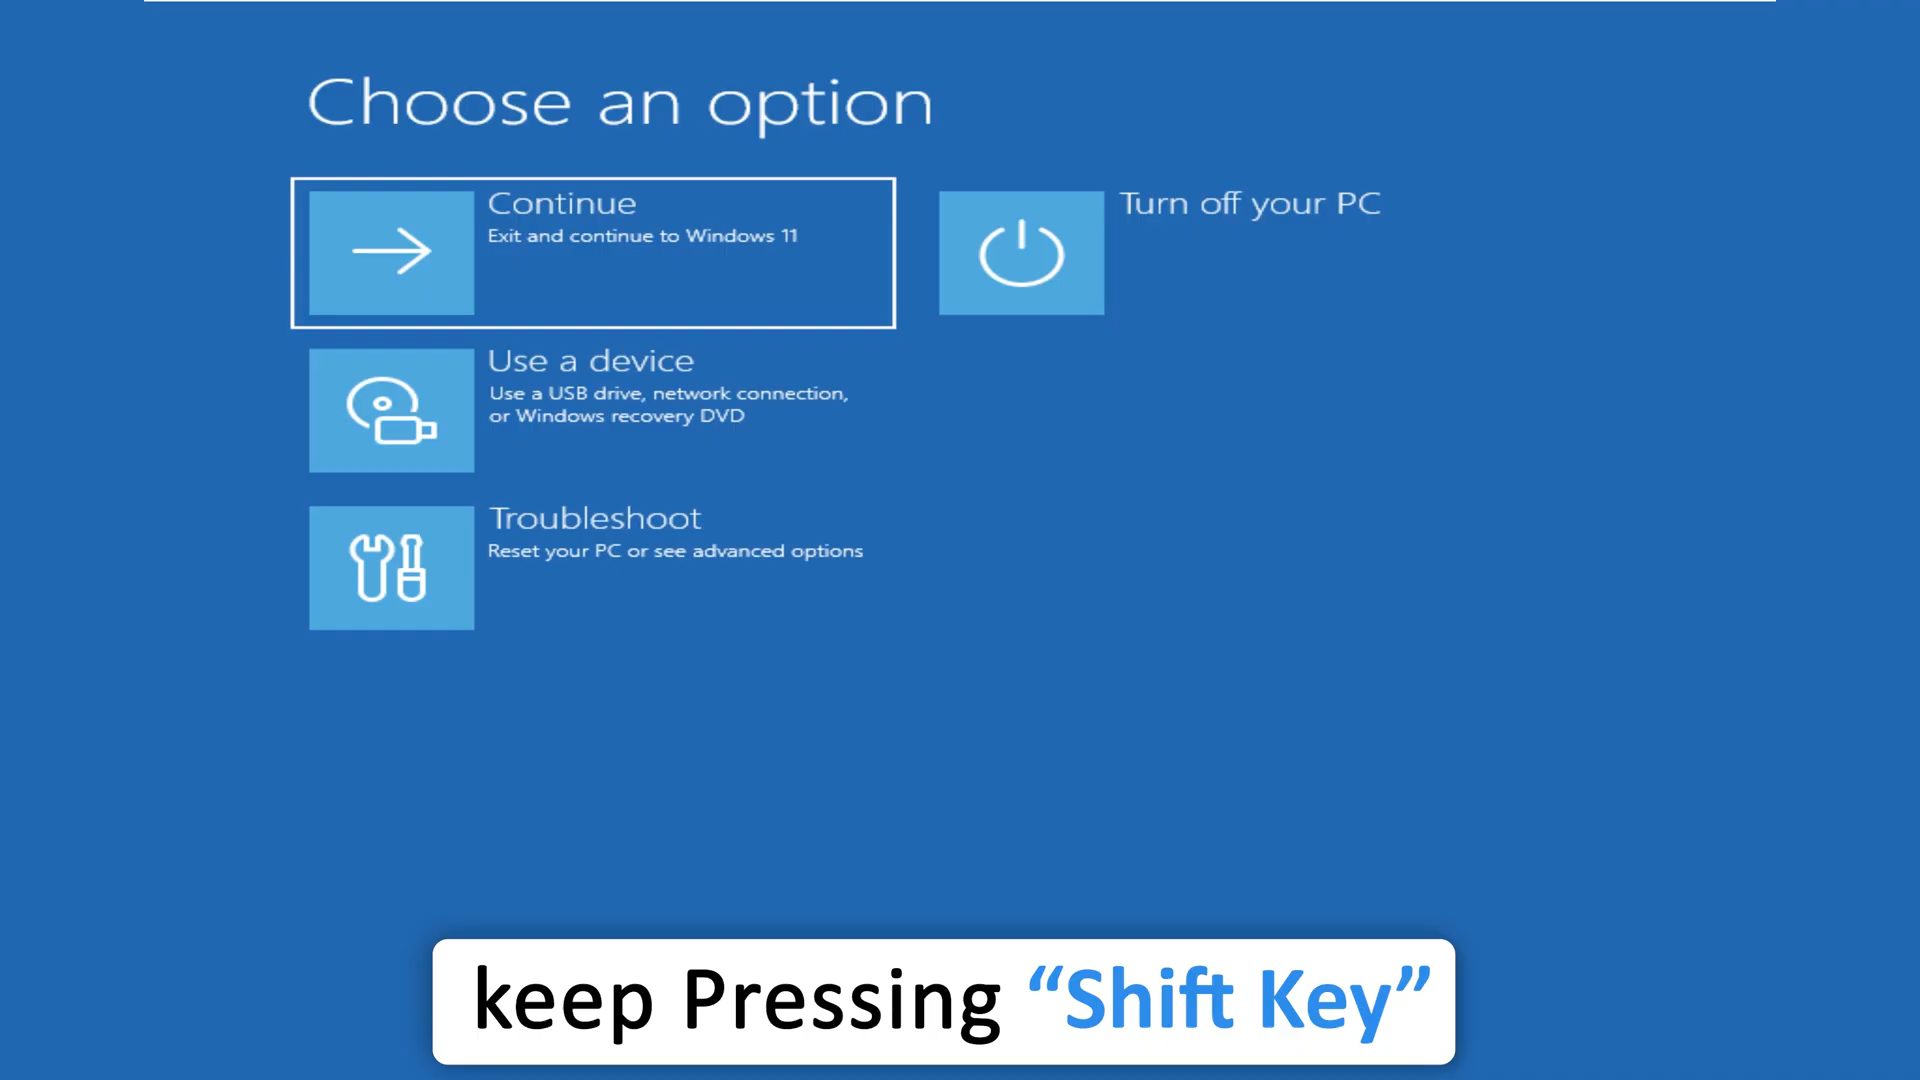 Choose an option
Continue
Exit and continue to Windows 11
Turn off your PC
Use a device
Use a USB drive, network connection,
or Windows recovery DVD
Troubleshoot
Reset your PC or see advanced options
keep Pressing “Shift Key”